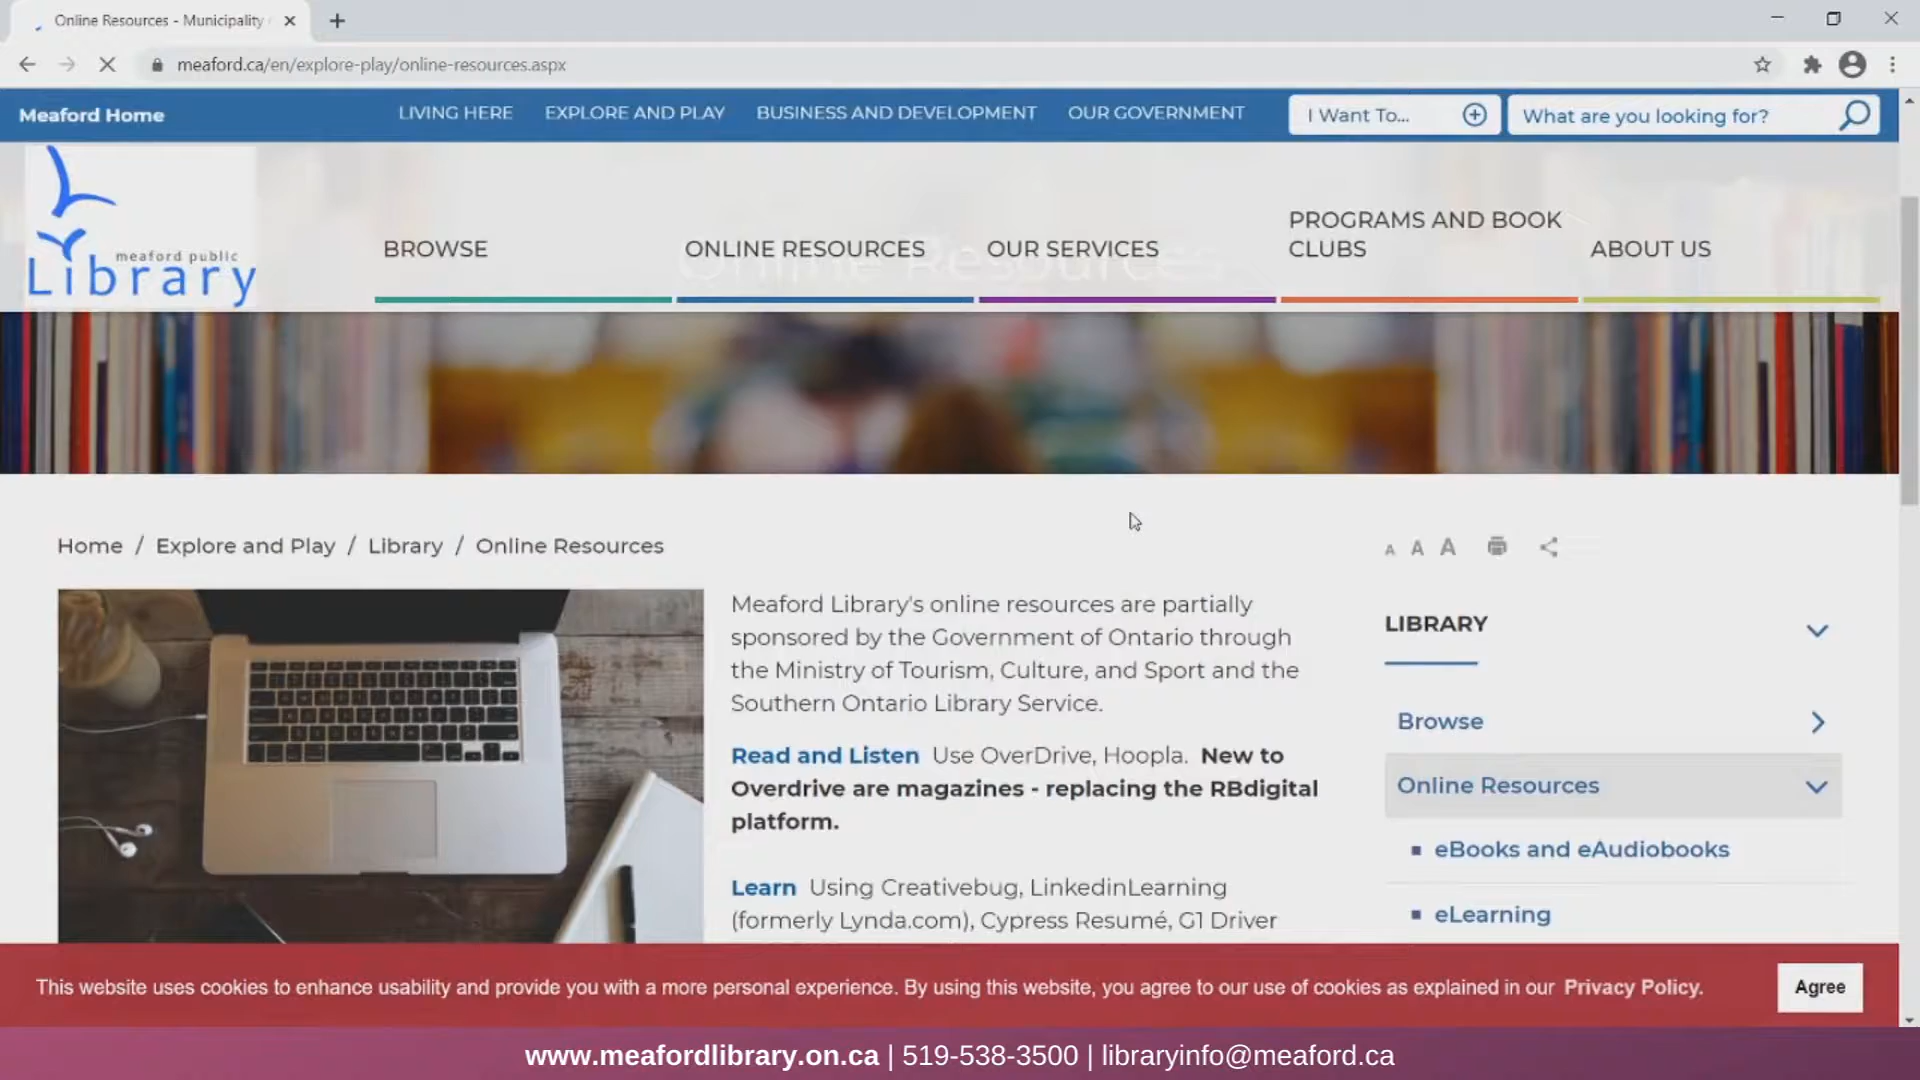 Online Resources - Municipality
meaford.ca/en/explore-play/online-resources.aspx
Meaford Home
LIVING HERE
EXPLORE AND PLAY
BUSINESS AND DEVELOPMENT
OUR GOVERNMENT
I Want To...
What are you looking for?
meaford public
Library
BROWSE
ONLINE RESOURCES
OUR SERVICES
PROGRAMS AND BOOK
CLUBS
ABOUT US
Online Resources
Home / Explore and Play / Library / Online Resources
A A A
Meaford Library's online resources are partially
sponsored by the Government of Ontario through
the Ministry of Tourism, Culture, and Sport and the
Southern Ontario Library Service.
Read and Listen Use OverDrive, Hoopla. New to
Overdrive are magazines - replacing the RBdigital
platform.
Learn Using Creativebug, LinkedinLearning
(formerly Lynda.com), Cypress Resumé, G1 Driver
LIBRARY
Browse
Online Resources
eBooks and eAudiobooks
eLearning
This website uses cookies to enhance usability and provide you with a more personal experience. By using this website, you agree to our use of cookies as explained in our Privacy Policy.
Agree
www.meafordlibrary.on.ca | 519-538-3500 | libraryinfo@meaford.ca